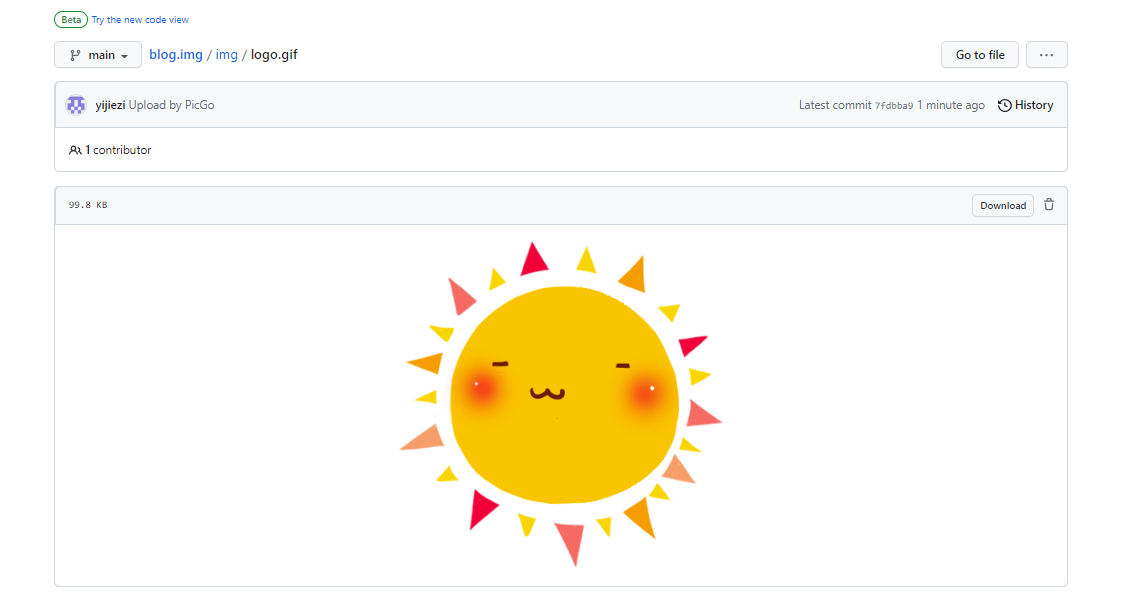 Beta Try the new code view
main blog.img / img / logo.gif Go to file ...
yijiezi Upload by PicGo Latest commit 7fdbba9 1 minute ago History
1 contributor
99.8 KB Download